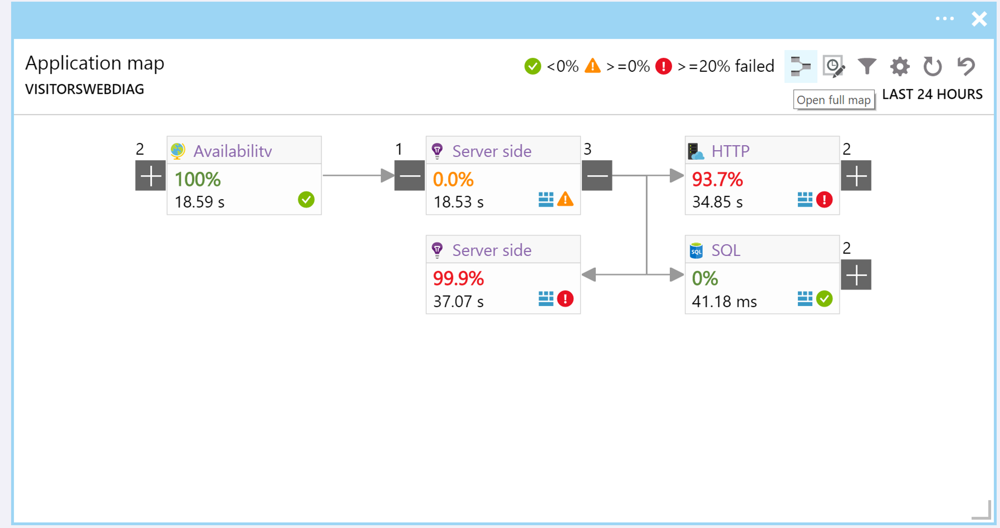 Application map
VISITORSWEBDIAG
<0% >=0% >=20% failed
Open full map
LAST 24 HOURS
2
Availability
100%
18.59 s
1
Server side
0.0%
18.53 s
3
HTTP
93.7%
34.85 s
2
Server side
99.9%
37.07 s
SQL
SQL
0%
41.18 ms
2